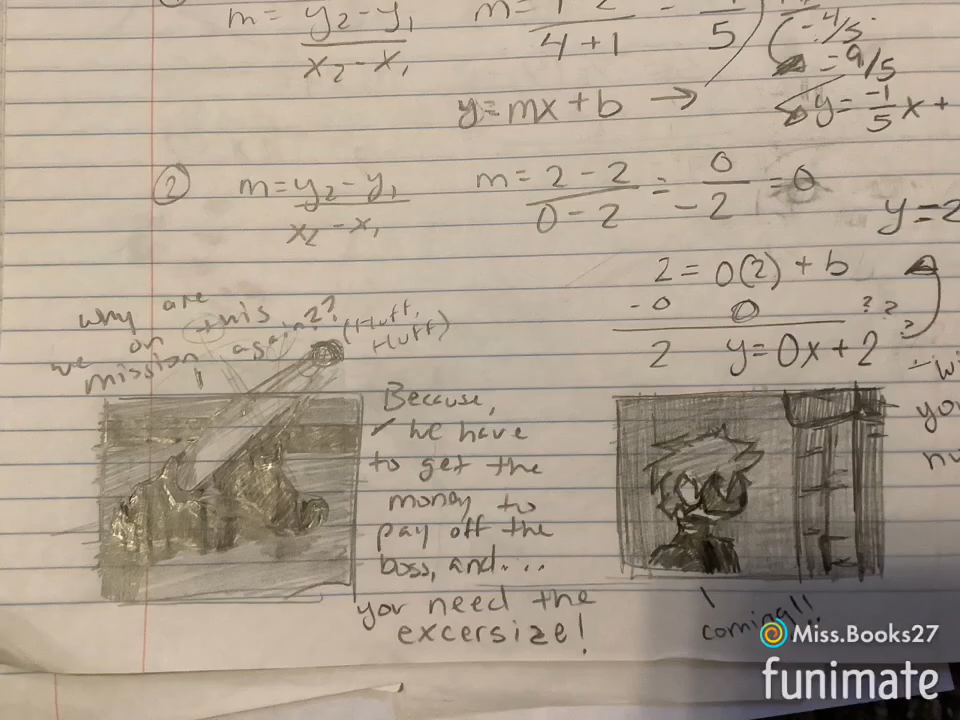 m = y₂ - y₁
x₂ - x₁
4 + 1
5
- 4/5
= 9/5
y = mx + b →
y = -1/5 x +
② m = y₂ - y₁ / x₂ - x₁
m = 2 - 2 / 0 - 2 = 0 / -2 = 0
y = 2
2 = 0(2) + b
-0 0 ???
2 y = 0x + 2
why are
we on this
mission again??
(Huff,
Huff)
Because,
we have
to get the
money to
pay off the
boss, and....
you need the
excersize!
you
coming!!
Miss.Books27
funimate